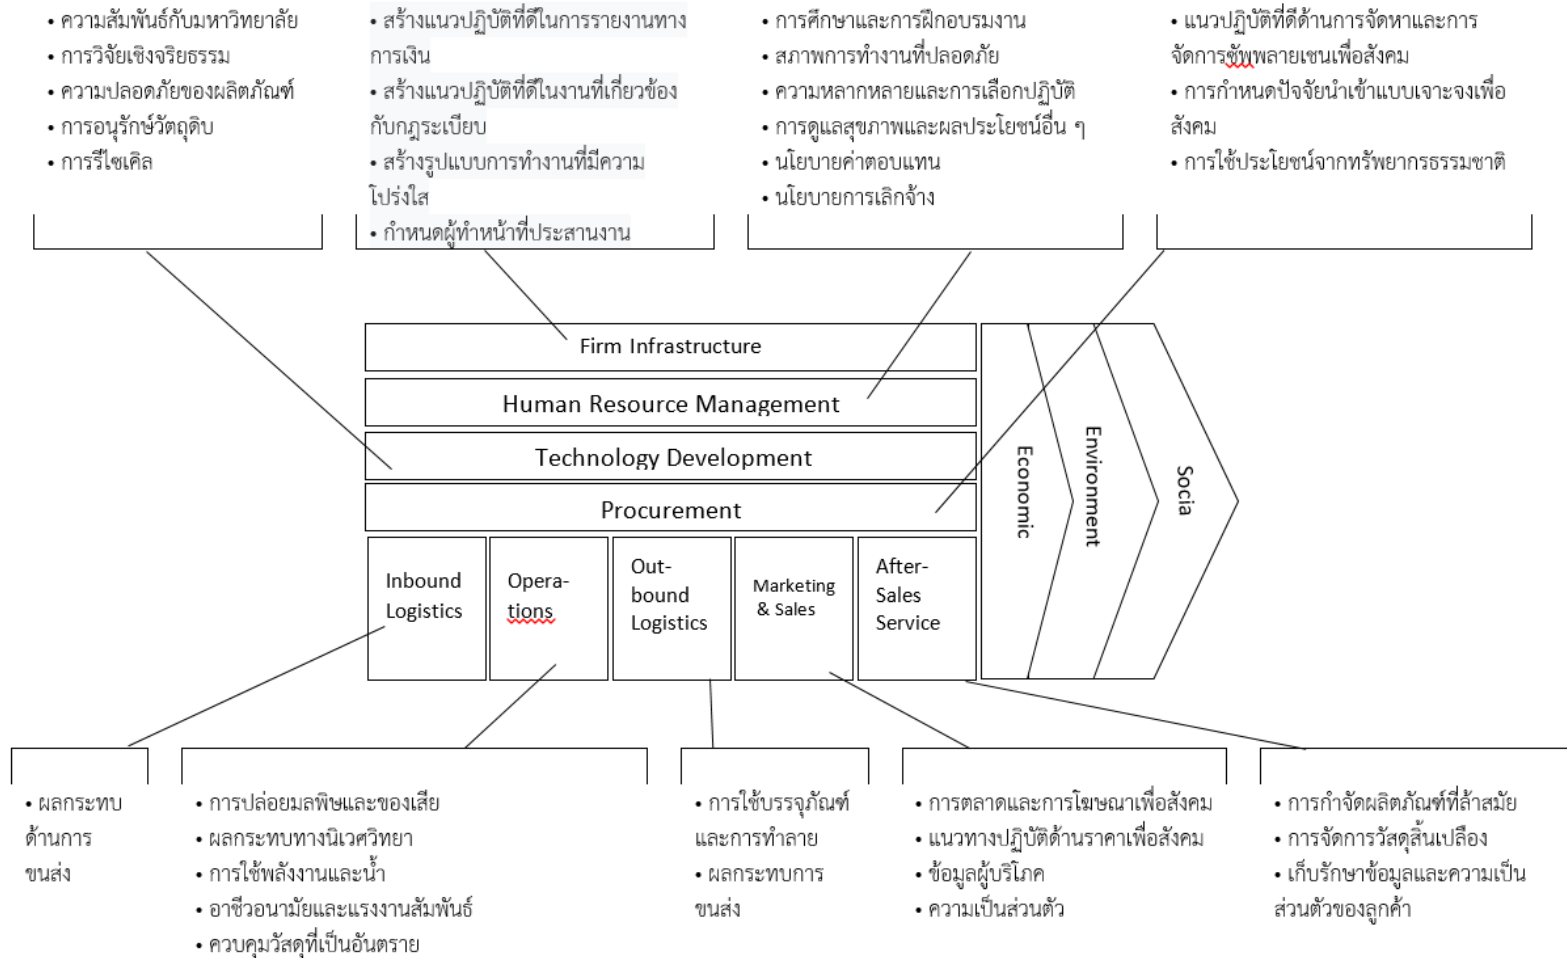 • ความสัมพันธ์กับมหาวิทยาลัย
• การวิจัยเชิงจริยธรรม
• ความปลอดภัยของผลิตภัณฑ์
• การอนุรักษ์วัตถุดิบ
• การรีไซเคิล
• สร้างแนวปฏิบัติที่ดีในการรายงานทาง
การเงิน
• สร้างแนวปฏิบัติที่ดีในงานที่เกี่ยวข้อง
กับกฎระเบียบ
• สร้างรูปแบบการทำงานที่มีความ
โปร่งใส
• กำหนดผู้ทำหน้าที่ประสานงาน
• การศึกษาและการฝึกอบรมงาน
• สภาพการทำงานที่ปลอดภัย
• ความหลากหลายและการเลือกปฏิบัติ
• การดูแลสุขภาพและผลประโยชน์อื่น ๆ
• นโยบายค่าตอบแทน
• นโยบายการเลิกจ้าง
• แนวปฏิบัติที่ดีด้านการจัดหาและการ
จัดการซัพพลายเชนเพื่อสังคม
• การกำหนดปัจจัยนำเข้าแบบเจาะจงเพื่อ
สังคม
• การใช้ประโยชน์จากทรัพยากรธรรมชาติ
Firm Infrastructure
Human Resource Management
Technology Development
Procurement
Inbound
Logistics
Opera-
tions
Out-
bound
Logistics
Marketing
& Sales
After-
Sales
Service
Economic
Environment
Socia
• ผลกระทบ
ด้านการ
ขนส่ง
• การปล่อยมลพิษและของเสีย
• ผลกระทบทางนิเวศวิทยา
• การใช้พลังงานและน้ำ
• อาชีวอนามัยและแรงงานสัมพันธ์
• ควบคุมวัสดุที่เป็นอันตราย
• การใช้บรรจุภัณฑ์
และการทำลาย
• ผลกระทบการ
ขนส่ง
• การตลาดและการโฆษณาเพื่อสังคม
• แนวทางปฏิบัติด้านราคาเพื่อสังคม
• ข้อมูลผู้บริโภค
• ความเป็นส่วนตัว
• การกำจัดผลิตภัณฑ์ที่ล้าสมัย
• การจัดการวัสดุสิ้นเปลือง
• เก็บรักษาข้อมูลและความเป็น
ส่วนตัวของลูกค้า